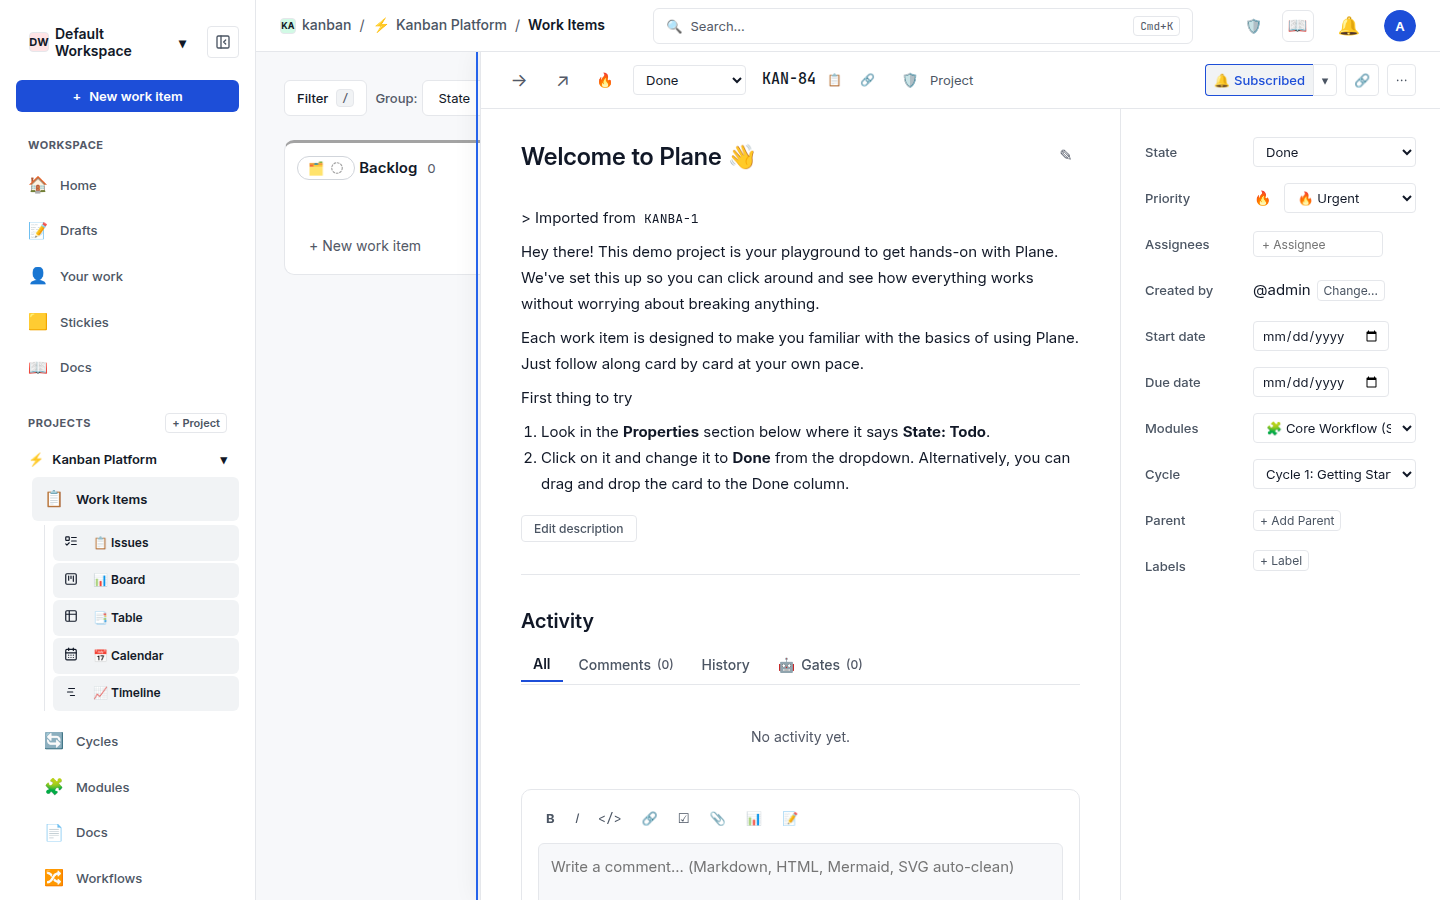 DW Default Workspace ▼
+ New work item
WORKSPACE
Home
Drafts
Your work
Stickies
Docs
PROJECTS
+ Project
Kanban Platform ▼
Work Items
Issues
Board
Table
Calendar
Timeline
Cycles
Modules
Docs
Workflows
KA kanban / Kanban Platform / Work Items
Search...
Cmd+K
A
Filter /
Group:
State
Backlog 0
+ New work item
Done
KAN-84
Project
Subscribed
Welcome to Plane
> Imported from KANBA-1
Hey there! This demo project is your playground to get hands-on with Plane.
We've set this up so you can click around and see how everything works
without worrying about breaking anything.
Each work item is designed to make you familiar with the basics of using Plane.
Just follow along card by card at your own pace.
First thing to try
1. Look in the Properties section below where it says State: Todo.
2. Click on it and change it to Done from the dropdown. Alternatively, you can
drag and drop the card to the Done column.
Edit description
Activity
All
Comments (0)
History
Gates (0)
No activity yet.
B I </>
Write a comment... (Markdown, HTML, Mermaid, SVG auto-clean)
State
Done
Priority
Urgent
Assignees
+ Assignee
Created by
@admin
Change...
Start date
mm/dd/yyyy
Due date
mm/dd/yyyy
Modules
Core Workflow (S
Cycle
Cycle 1: Getting Star
Parent
+ Add Parent
Labels
+ Label